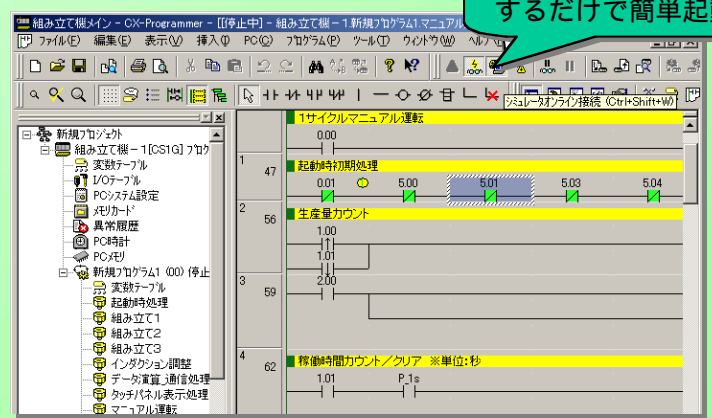 するだけで簡単起動
組み立て機メイン - CX-Programmer - [[停止中] - 組み立て機－1.新規プログラム1.マニュアル
ファイル(F) 編集(E) 表示(V) 挿入(I) PC(C) プログラム(P) ツール(T) ウィンドウ(W) ヘルプ(H)
シミュレータオンライン接続 (Ctrl+Shift+W)
新規プロジェクト
組み立て機－1[CS1G] プログ
変数テーブル
I/Oテーブル
PCシステム設定
メモリカード
異常履歴
PC時計
PCメモリ
新規プログラム1 (00) 停止
変数テーブル
起動時処理
組み立て1
組み立て2
組み立て3
インダクション調整
データ演算_通信処理
タッチパネル表示処理
マニュアル運転
1サイクルマニュアル運転
0.00
1
47
起動時初期処理
0.01 5.00 5.01 5.03 5.04
2
56
生産量カウント
1.00
1.01
3
59
2.00
4
62
稼働時間カウント／クリア ※単位:秒
1.01 P_1s